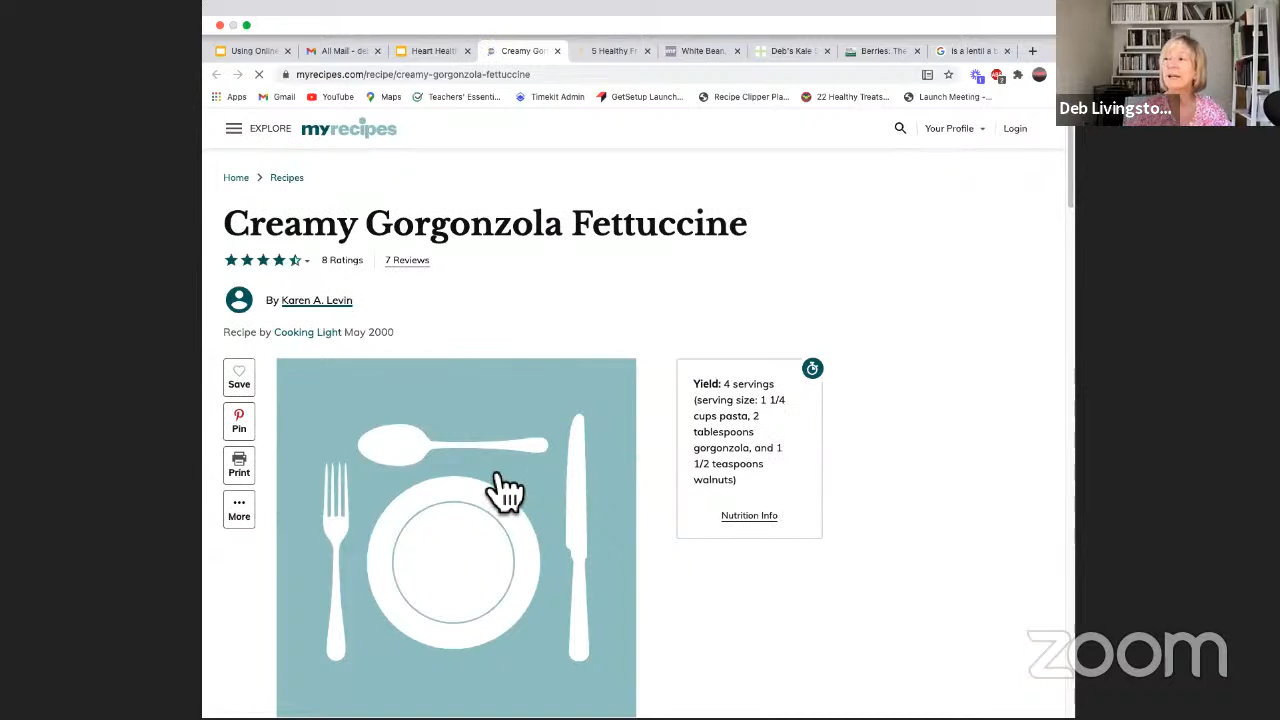 Using Online
All Mail - de
Heart Healt
Creamy Gor
5 Healthy Fr
White Bean
Deb's Kale S
Berries: The
is a lentil a b
myrecipes.com/recipe/creamy-gorgonzola-fettuccine
Apps
Gmail
YouTube
Maps
Teachers' Essenti...
Timekit Admin
GetSetup Launch...
Recipe Clipper Pla...
22 Healthy Treats...
Launch Meeting -...
Deb Livingsto...
EXPLORE
myrecipes
Your Profile
Login
Home > Recipes
Creamy Gorgonzola Fettuccine
8 Ratings
7 Reviews
By Karen A. Levin
Recipe by Cooking Light May 2000
Save
Pin
Print
More
Yield: 4 servings
(serving size: 1 1/4
cups pasta, 2
tablespoons
gorgonzola, and 1
1/2 teaspoons
walnuts)
Nutrition Info
zoom